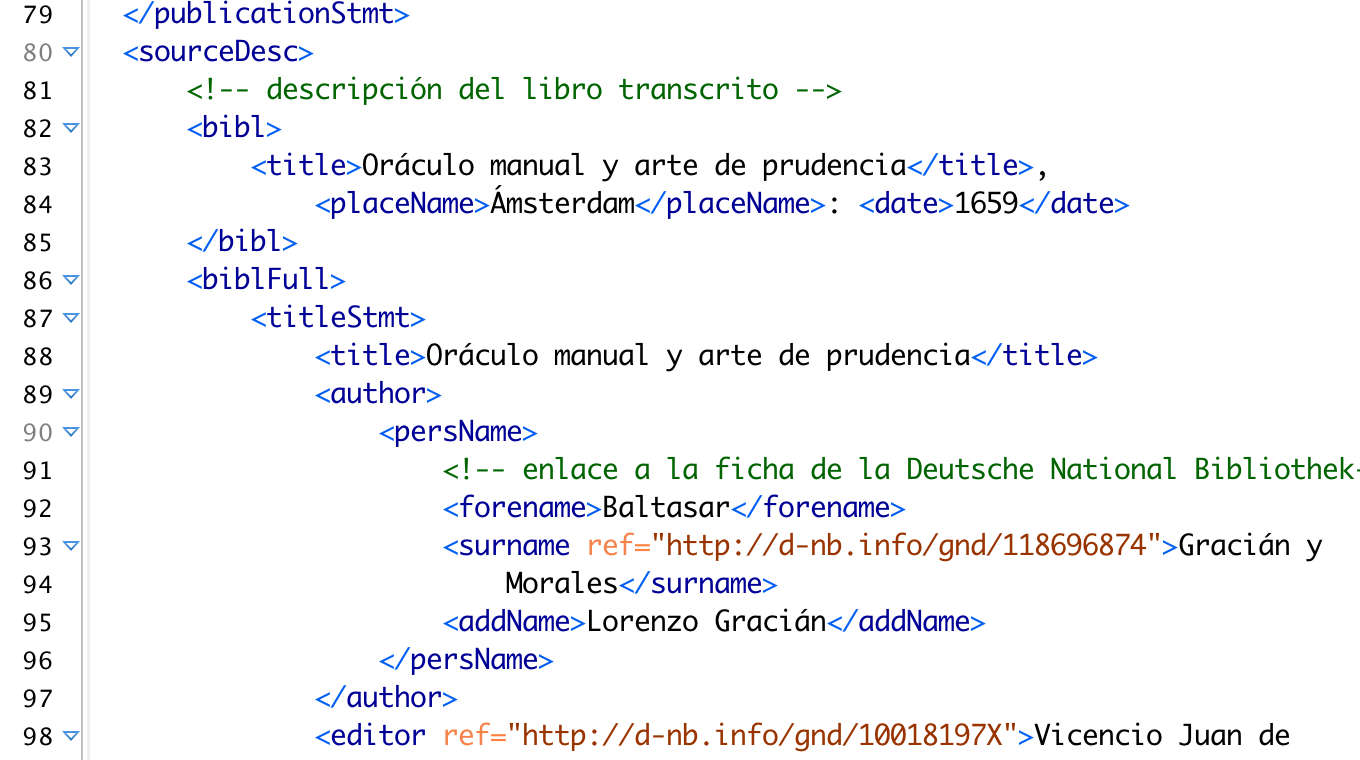 79 </publicationStmt>
80 <sourceDesc>
81 <!-- descripción del libro transcrito -->
82 <bibl>
83 <title>Oráculo manual y arte de prudencia</title>,
84 <placeName>Ámsterdam</placeName>: <date>1659</date>
85 </bibl>
86 <biblFull>
87 <titleStmt>
88 <title>Oráculo manual y arte de prudencia</title>
89 <author>
90 <persName>
91 <!-- enlace a la ficha de la Deutsche National Bibliothek-
92 <forename>Baltasar</forename>
93 <surname ref="http://d-nb.info/gnd/118696874">Gracián y
94 Morales</surname>
95 <addName>Lorenzo Gracián</addName>
96 </persName>
97 </author>
98 <editor ref="http://d-nb.info/gnd/10018197X">Vicencio Juan de